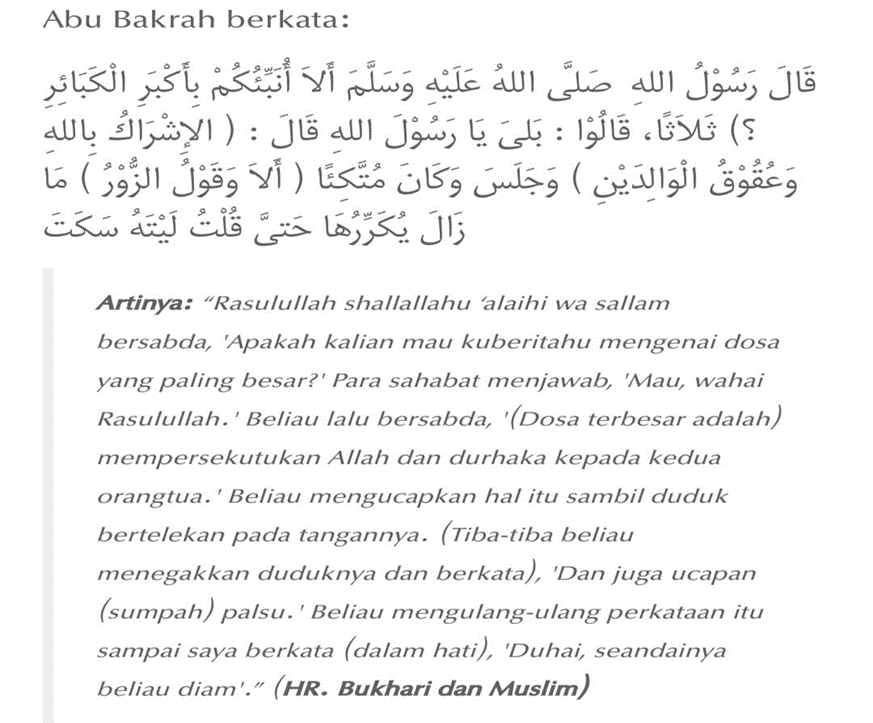 Abu Bakrah berkata:
قَالَ رَسُوْلُ اللهِ صَلَّى اللهُ عَلَيْهِ وَسَلَّمَ أَلاَ أُنَبِّئُكُمْ بِأَكْبَرِ الْكَبَائِرِ
؟) ثَلاَثًا، قَالُوْا : بَلىَ يَا رَسُوْلَ اللهِ قَالَ : ( الإِشْرَاكُ بِاللهِ
وَعُقُوْقُ الْوَالِدَيْنِ ) وَجَلَسَ وَكَانَ مُتَّكِئًا ( أَلاَ وَقَوْلُ الزُّوْرُ ) مَا
زَالَ يُكَرِّرُهَا حَتىَّ قُلْتُ لَيْتَهُ سَكَتَ
Artinya: “Rasulullah shallallahu ‘alaihi wa sallam
bersabda, 'Apakah kalian mau kuberitahu mengenai dosa
yang paling besar?' Para sahabat menjawab, 'Mau, wahai
Rasulullah.' Beliau lalu bersabda, '(Dosa terbesar adalah)
mempersekutukan Allah dan durhaka kepada kedua
orangtua.' Beliau mengucapkan hal itu sambil duduk
bertelekan pada tangannya. (Tiba-tiba beliau
menegakkan duduknya dan berkata), 'Dan juga ucapan
(sumpah) palsu.' Beliau mengulang-ulang perkataan itu
sampai saya berkata (dalam hati), 'Duhai, seandainya
beliau diam'.” (HR. Bukhari dan Muslim)